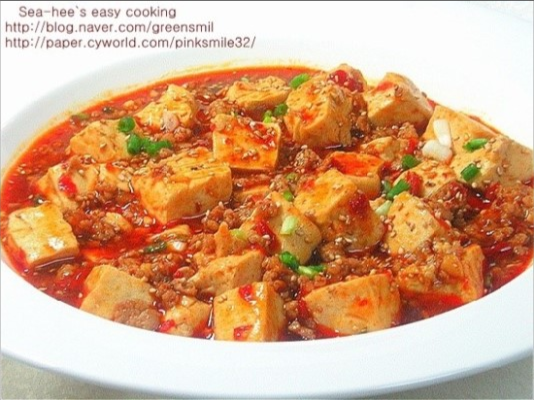 Sea-hee`s easy cooking
http://blog.naver.com/greensmil
http://paper.cyworld.com/pinksmile32/